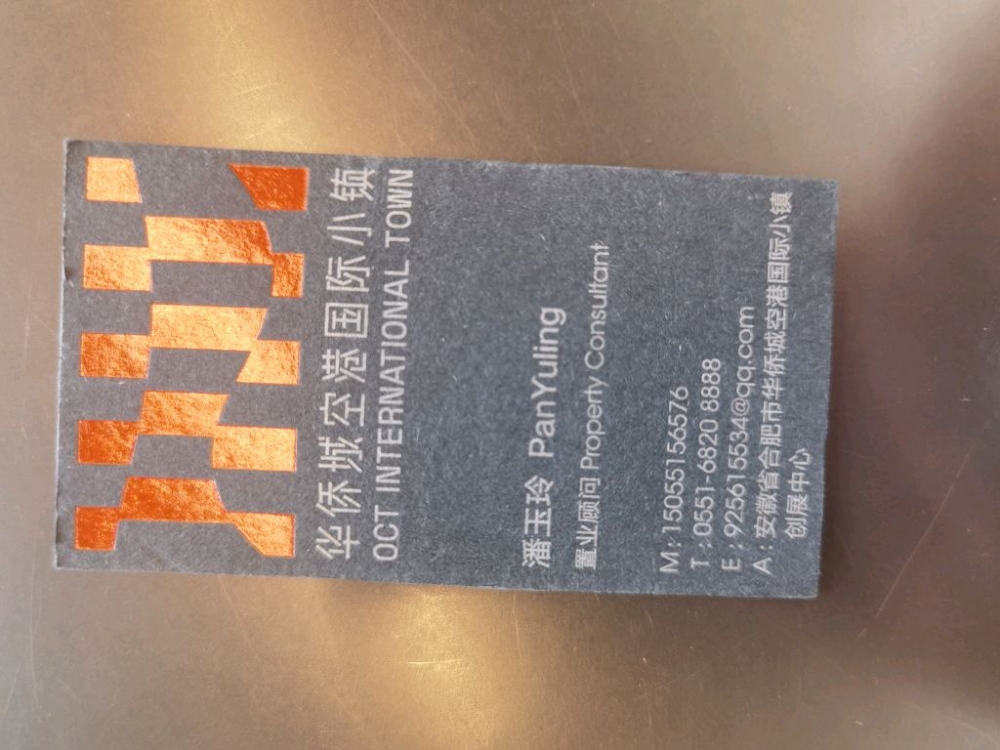 华侨城空港国际小镇
OCT INTERNATIONAL TOWN
潘玉玲 PanYuling
置业顾问 Property Consultant
M : 15055156576
T : 0551-6820 8888
E : 925615534@qq.com
A : 安徽省合肥市华侨城空港国际小镇
创展中心